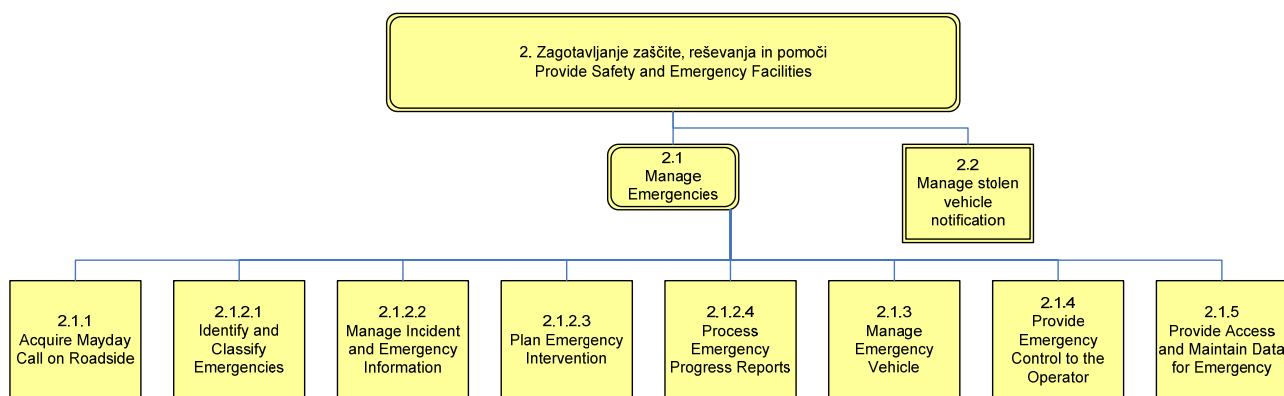 2. Zagotavljanje zaščite, reševanja in pomoči
Provide Safety and Emergency Facilities
2.1
Manage
Emergencies
2.2
Manage stolen
vehicle
notification
2.1.1
Acquire Mayday
Call on Roadside
2.1.2.1
Identify and
Classify
Emergencies
2.1.2.2
Manage Incident
and Emergency
Information
2.1.2.3
Plan Emergency
Intervention
2.1.2.4
Process
Emergency
Progress Reports
2.1.3
Manage
Emergency
Vehicle
2.1.4
Provide
Emergency
Control to the
Operator
2.1.5
Provide Access
and Maintain Data
for Emergency